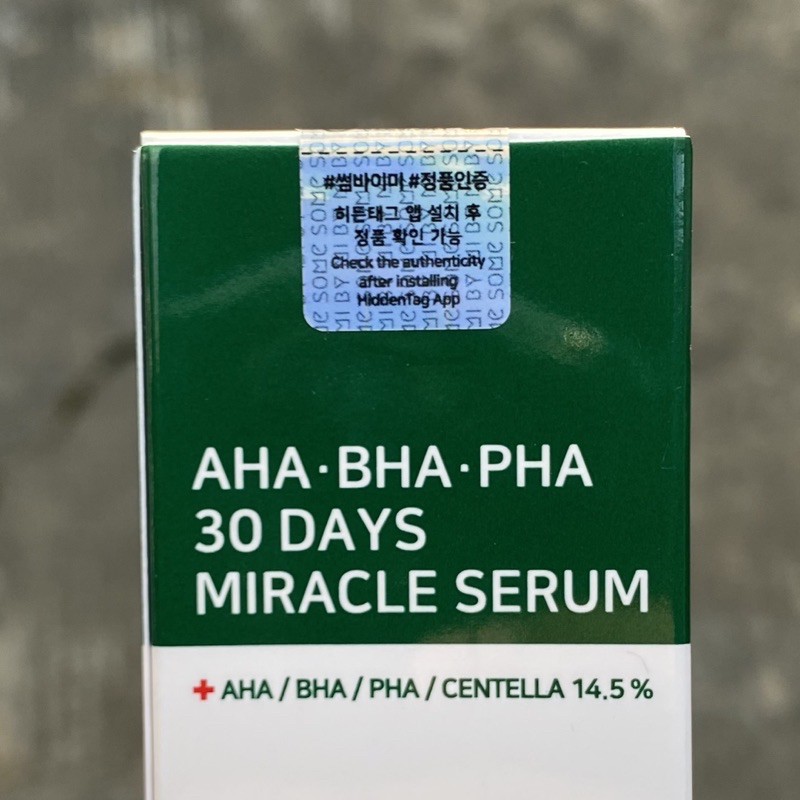 #썸바이미 #정품인증
히든태그 앱 설치 후
정품 확인 가능
Check the authenticity
after installing
HiddenTag App
AHA·BHA·PHA
30 DAYS
MIRACLE SERUM
+ AHA / BHA / PHA / CENTELLA 14.5 %